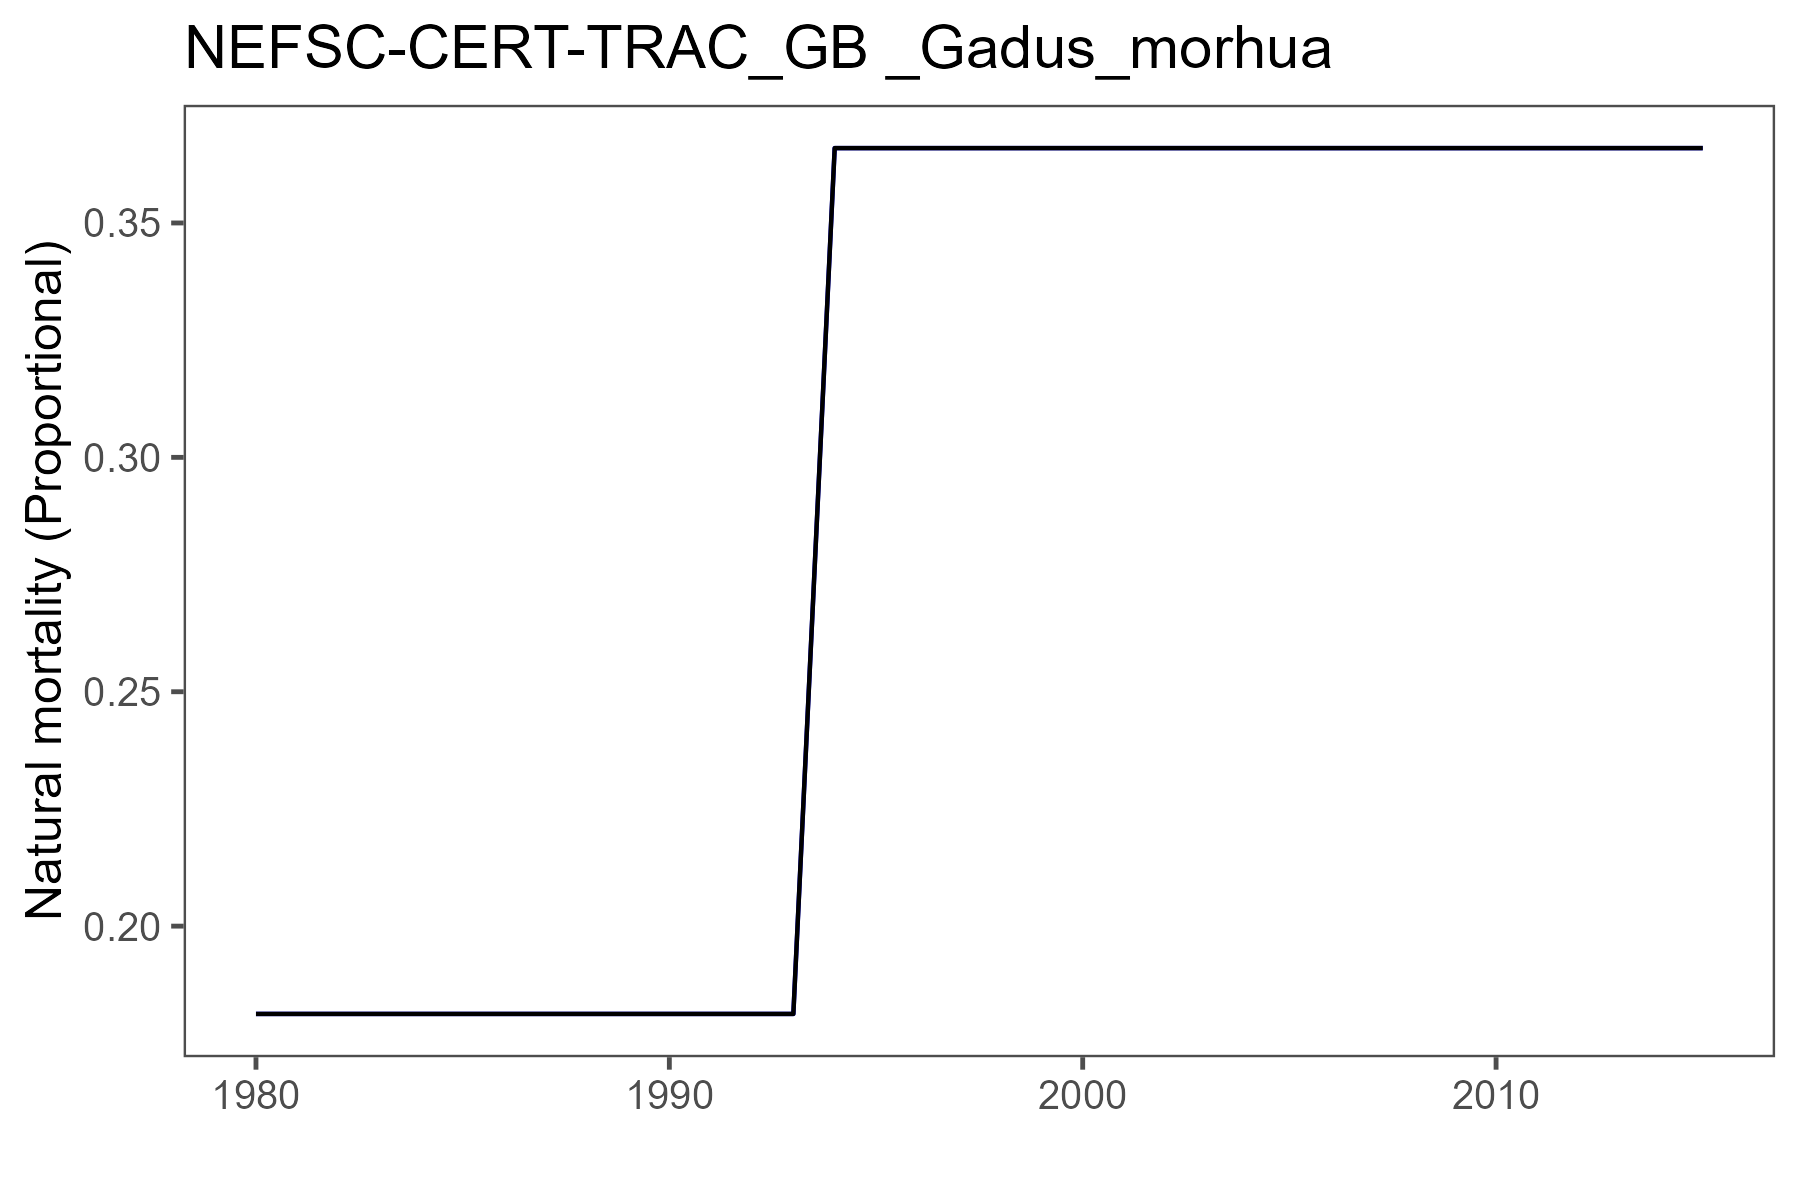 NEFSC-CERT-TRAC_GB _Gadus_morhua
Natural mortality (Proportional)
0.35
0.30
0.25
0.20
1980 1990 2000 2010